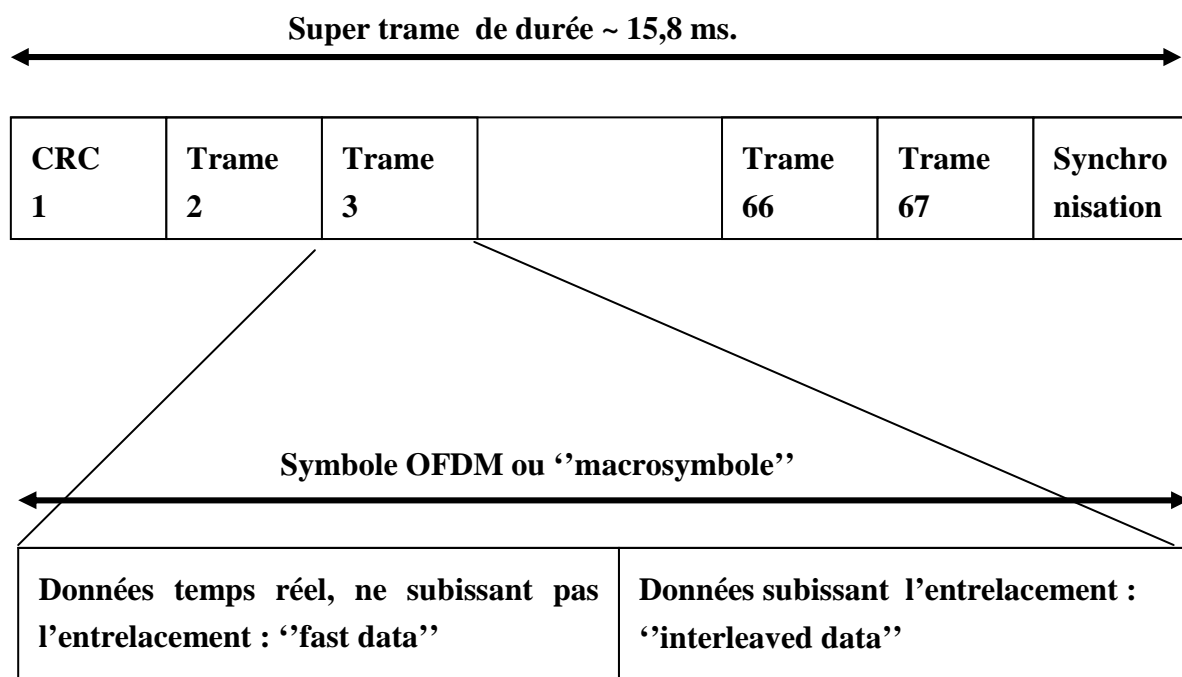 Super trame de durée ~ 15,8 ms.
CRC
1
Trame
2
Trame
3
Trame
66
Trame
67
Synchro
nisation
Symbole OFDM ou ‘’macrosymbole’’
Données temps réel, ne subissant pas
l’entrelacement : ‘’fast data’’
Données subissant l’entrelacement :
‘’interleaved data’’